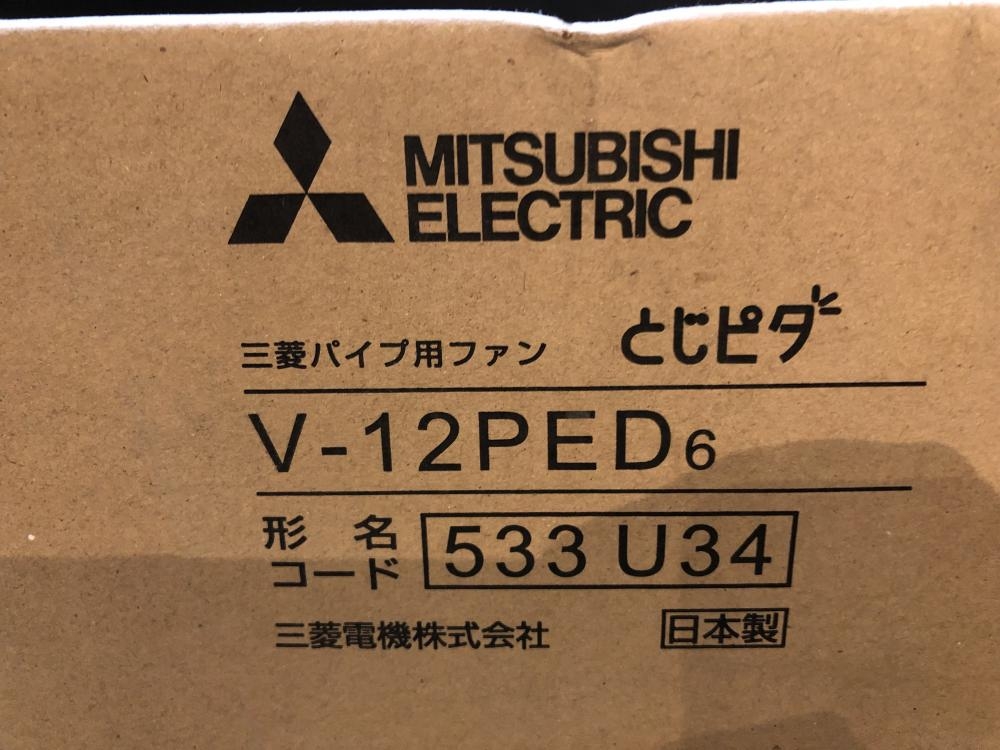 MITSUBISHI
ELECTRIC
三菱パイプ用ファン とじピタ
V-12PED6
形名
コード 533 U34
三菱電機株式会社 日本製